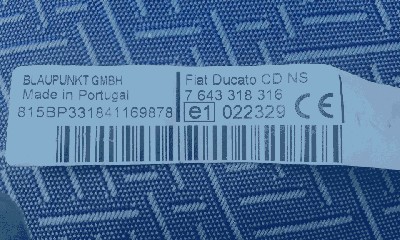 BLAUPUNKT GMBH
Made in Portugal
815BP331841169878
Fiat Ducato CD NS
7 643 318 316
e1 022329 CE